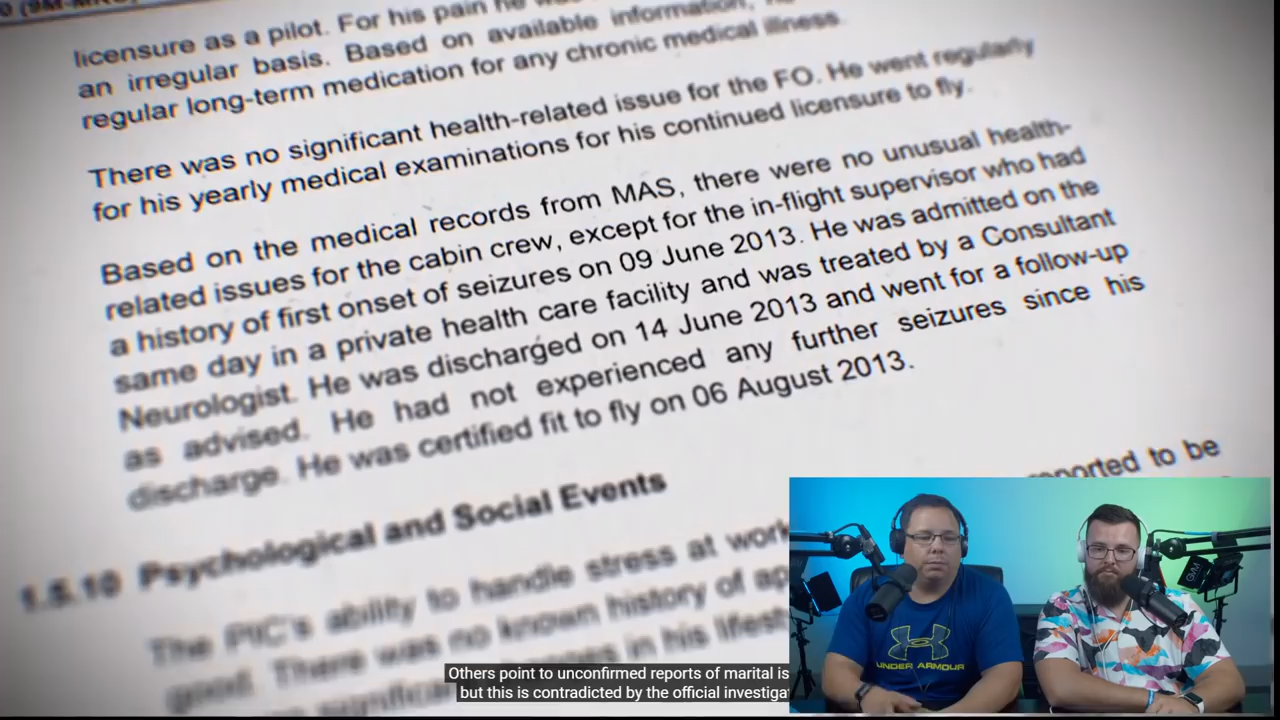 licensure as a pilot. For his pain he was
an irregular basis. Based on available information,
regular long-term medication for any chronic medical illness.
There was no significant health-related issue for the FO. He went regularly
for his yearly medical examinations for his continued licensure to fly.
Based on the medical records from MAS, there were no unusual health-
related issues for the cabin crew, except for the in-flight supervisor who had
a history of first onset of seizures on 09 June 2013. He was admitted on the
same day in a private health care facility and was treated by a Consultant
Neurologist. He was discharged on 14 June 2013 and went for a follow-up
as advised. He had not experienced any further seizures since his
discharge. He was certified fit to fly on 06 August 2013.
1.5.10 Psychological and Social Events
reported to be
The PIC's ability to handle stress at work
good. There was no known history of ap
in his lifest
Others point to unconfirmed reports of marital is
but this is contradicted by the official investiga
UNDER ARMOUR
GVM